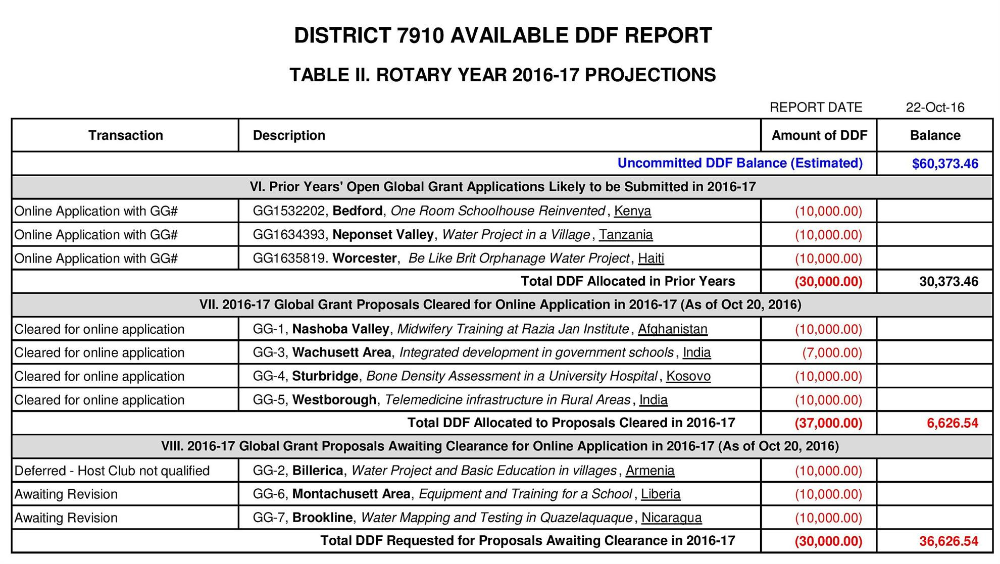 DISTRICT 7910 AVAILABLE DDF REPORT
TABLE II. ROTARY YEAR 2016-17 PROJECTIONS
REPORT DATE 22-Oct-16
Transaction Description Amount of DDF Balance
Uncommitted DDF Balance (Estimated) $60,373.46
VI. Prior Years' Open Global Grant Applications Likely to be Submitted in 2016-17
Online Application with GG# GG1532202, Bedford, One Room Schoolhouse Reinvented, Kenya (10,000.00)
Online Application with GG# GG1634393, Neponset Valley, Water Project in a Village, Tanzania (10,000.00)
Online Application with GG# GG1635819. Worcester, Be Like Brit Orphanage Water Project, Haiti (10,000.00)
Total DDF Allocated in Prior Years (30,000.00) 30,373.46
VII. 2016-17 Global Grant Proposals Cleared for Online Application in 2016-17 (As of Oct 20, 2016)
Cleared for online application GG-1, Nashoba Valley, Midwifery Training at Razia Jan Institute, Afghanistan (10,000.00)
Cleared for online application GG-3, Wachusett Area, Integrated development in government schools, India (7,000.00)
Cleared for online application GG-4, Sturbridge, Bone Density Assessment in a University Hospital, Kosovo (10,000.00)
Cleared for online application GG-5, Westborough, Telemedicine infrastructure in Rural Areas, India (10,000.00)
Total DDF Allocated to Proposals Cleared in 2016-17 (37,000.00) 6,626.54
VIII. 2016-17 Global Grant Proposals Awaiting Clearance for Online Application in 2016-17 (As of Oct 20, 2016)
Deferred - Host Club not qualified GG-2, Billerica, Water Project and Basic Education in villages, Armenia (10,000.00)
Awaiting Revision GG-6, Montachusett Area, Equipment and Training for a School, Liberia (10,000.00)
Awaiting Revision GG-7, Brookline, Water Mapping and Testing in Quazelaquaque, Nicaragua (10,000.00)
Total DDF Requested for Proposals Awaiting Clearance in 2016-17 (30,000.00) 36,626.54